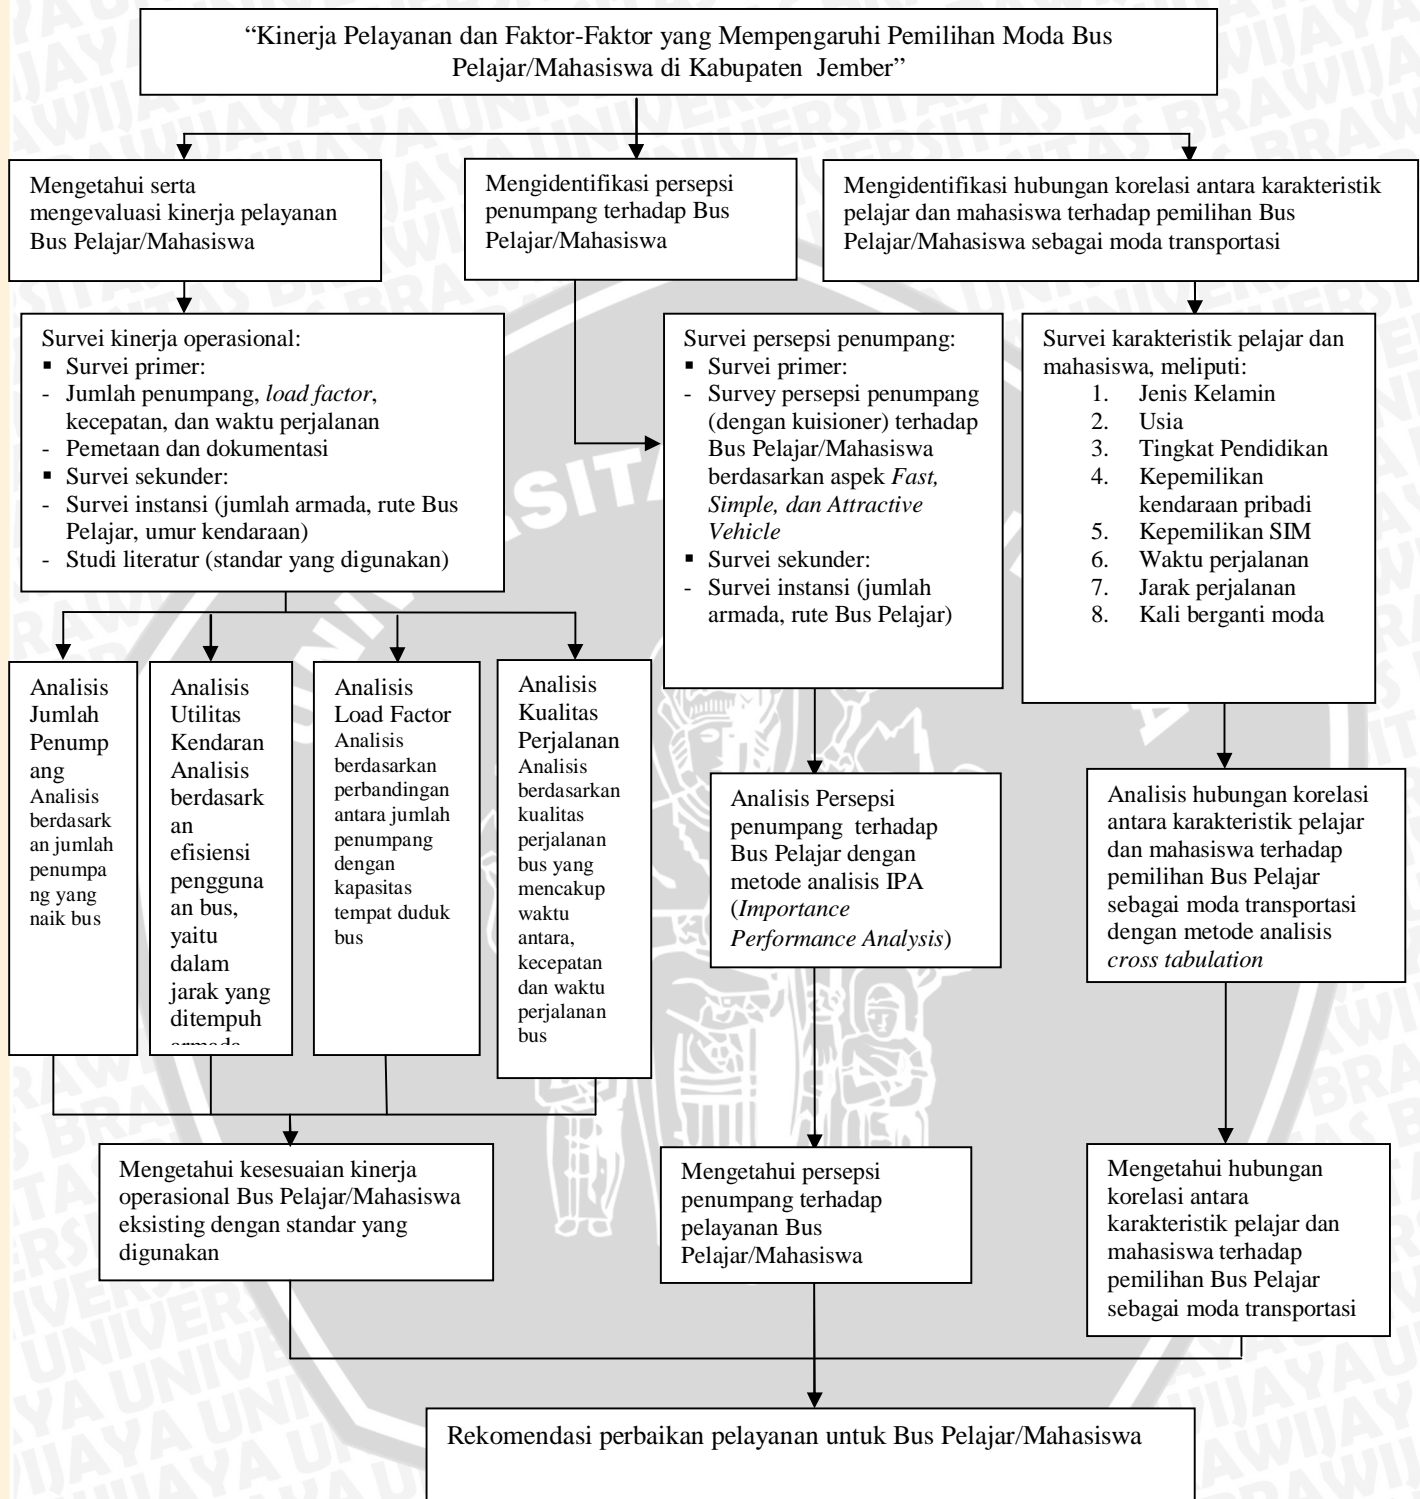 “Kinerja Pelayanan dan Faktor-Faktor yang Mempengaruhi Pemilihan Moda Bus
Pelajar/Mahasiswa di Kabupaten Jember”
Mengetahui serta
mengevaluasi kinerja pelayanan
Bus Pelajar/Mahasiswa
Mengidentifikasi persepsi
penumpang terhadap Bus
Pelajar/Mahasiswa
Mengidentifikasi hubungan korelasi antara karakteristik
pelajar dan mahasiswa terhadap pemilihan Bus
Pelajar/Mahasiswa sebagai moda transportasi
Survei kinerja operasional:
▪ Survei primer:
- Jumlah penumpang, load factor,
kecepatan, dan waktu perjalanan
- Pemetaan dan dokumentasi
▪ Survei sekunder:
- Survei instansi (jumlah armada, rute Bus
Pelajar, umur kendaraan)
- Studi literatur (standar yang digunakan)
Survei persepsi penumpang:
▪ Survei primer:
- Survey persepsi penumpang
(dengan kuisioner) terhadap
Bus Pelajar/Mahasiswa
berdasarkan aspek Fast,
Simple, dan Attractive
Vehicle
▪ Survei sekunder:
- Survei instansi (jumlah
armada, rute Bus Pelajar)
Survei karakteristik pelajar dan
mahasiswa, meliputi:
1. Jenis Kelamin
2. Usia
3. Tingkat Pendidikan
4. Kepemilikan
kendaraan pribadi
5. Kepemilikan SIM
6. Waktu perjalanan
7. Jarak perjalanan
8. Kali berganti moda
Analisis
Jumlah
Penump
ang
Analisis
berdasark
an jumlah
penumpa
ng yang
naik bus
Analisis
Utilitas
Kendaran
Analisis
berdasark
an
efisiensi
pengguna
an bus,
yaitu
dalam
jarak yang
ditempuh
armada
Analisis
Load Factor
Analisis
berdasarkan
perbandingan
antara jumlah
penumpang
dengan
kapasitas
tempat duduk
bus
Analisis
Kualitas
Perjalanan
Analisis
berdasarkan
kualitas
perjalanan
bus yang
mencakup
waktu
antara,
kecepatan
dan waktu
perjalanan
bus
Analisis Persepsi
penumpang terhadap
Bus Pelajar dengan
metode analisis IPA
(Importance
Performance Analysis)
Analisis hubungan korelasi
antara karakteristik pelajar
dan mahasiswa terhadap
pemilihan Bus Pelajar
sebagai moda transportasi
dengan metode analisis
cross tabulation
Mengetahui kesesuaian kinerja
operasional Bus Pelajar/Mahasiswa
eksisting dengan standar yang
digunakan
Mengetahui persepsi
penumpang terhadap
pelayanan Bus
Pelajar/Mahasiswa
Mengetahui hubungan
korelasi antara
karakteristik pelajar dan
mahasiswa terhadap
pemilihan Bus Pelajar
sebagai moda transportasi
Rekomendasi perbaikan pelayanan untuk Bus Pelajar/Mahasiswa